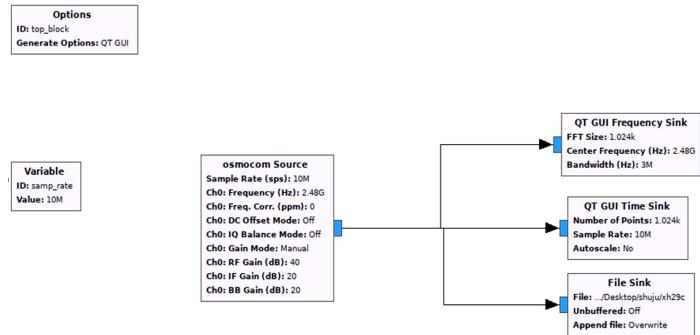 Options
ID: top_block
Generate Options: QT GUI
Variable
ID: samp_rate
Value: 10M
osmocom Source
Sample Rate (sps): 10M
Ch0: Frequency (Hz): 2.48G
Ch0: Freq. Corr. (ppm): 0
Ch0: DC Offset Mode: Off
Ch0: IQ Balance Mode: Off
Ch0: Gain Mode: Manual
Ch0: RF Gain (dB): 40
Ch0: IF Gain (dB): 20
Ch0: BB Gain (dB): 20
QT GUI Frequency Sink
FFT Size: 1.024k
Center Frequency (Hz): 2.48G
Bandwidth (Hz): 3M
QT GUI Time Sink
Number of Points: 1.024k
Sample Rate: 10M
Autoscale: No
File Sink
File: .../Desktop/shuju/xh29c
Unbuffered: Off
Append file: Overwrite